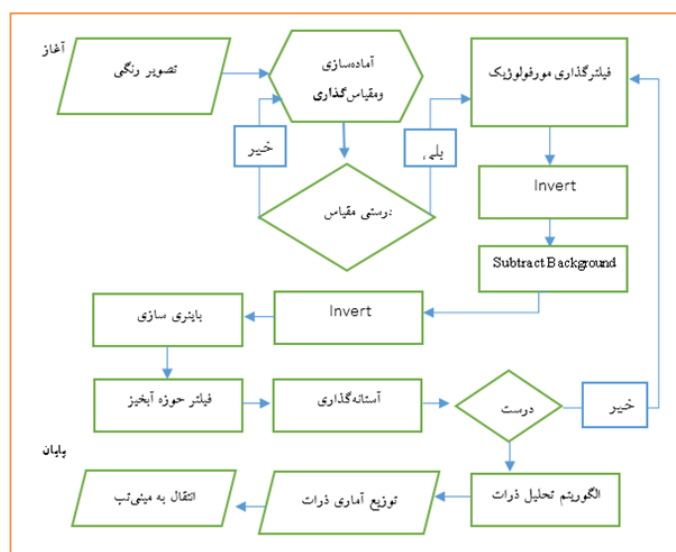 آغاز
تصویر رنگی
آماده‌سازی
ومقیاس‌گذاری
فیلترگذاری مورفولوژیک
خیر
بلی
درستی مقیاس
Invert
Subtract Background
Invert
باینری سازی
فیلتر حوزه آبخیز
آستانه‌گذاری
درست
خیر
پایان
الگوریتم تحلیل ذرات
توزیع آماری ذرات
انتقال به مینی‌تب